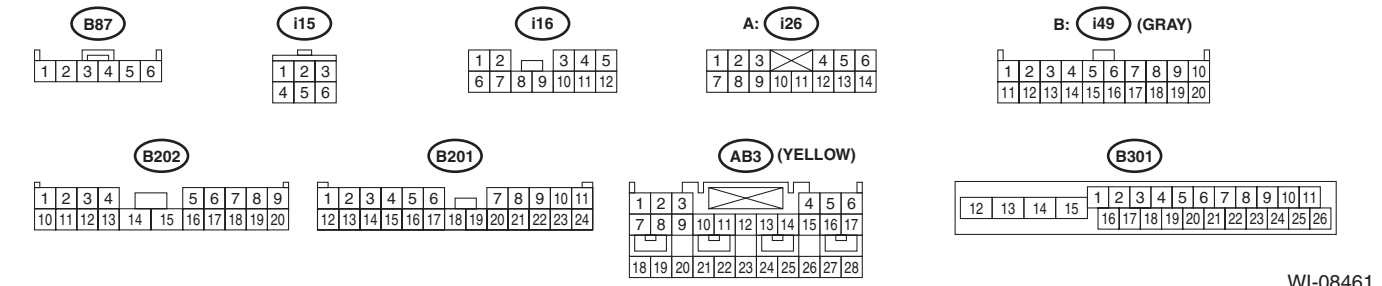 B87
1 2 3 4 5 6
i15
1 2 3
4 5 6
i16
1 2 3 4 5
6 7 8 9 10 11 12
A: i26
1 2 3 4 5 6
7 8 9 10 11 12 13 14
B: i49 (GRAY)
1 2 3 4 5 6 7 8 9 10
11 12 13 14 15 16 17 18 19 20
B202
1 2 3 4 5 6 7 8 9
10 11 12 13 14 15 16 17 18 19 20
B201
1 2 3 4 5 6 7 8 9 10 11
12 13 14 15 16 17 18 19 20 21 22 23 24
AB3 (YELLOW)
1 2 3 4 5 6
7 8 9 10 11 12 13 14 15 16 17
18 19 20 21 22 23 24 25 26 27 28
B301
12 13 14 15 1 2 3 4 5 6 7 8 9 10 11
16 17 18 19 20 21 22 23 24 25 26
WI-08461